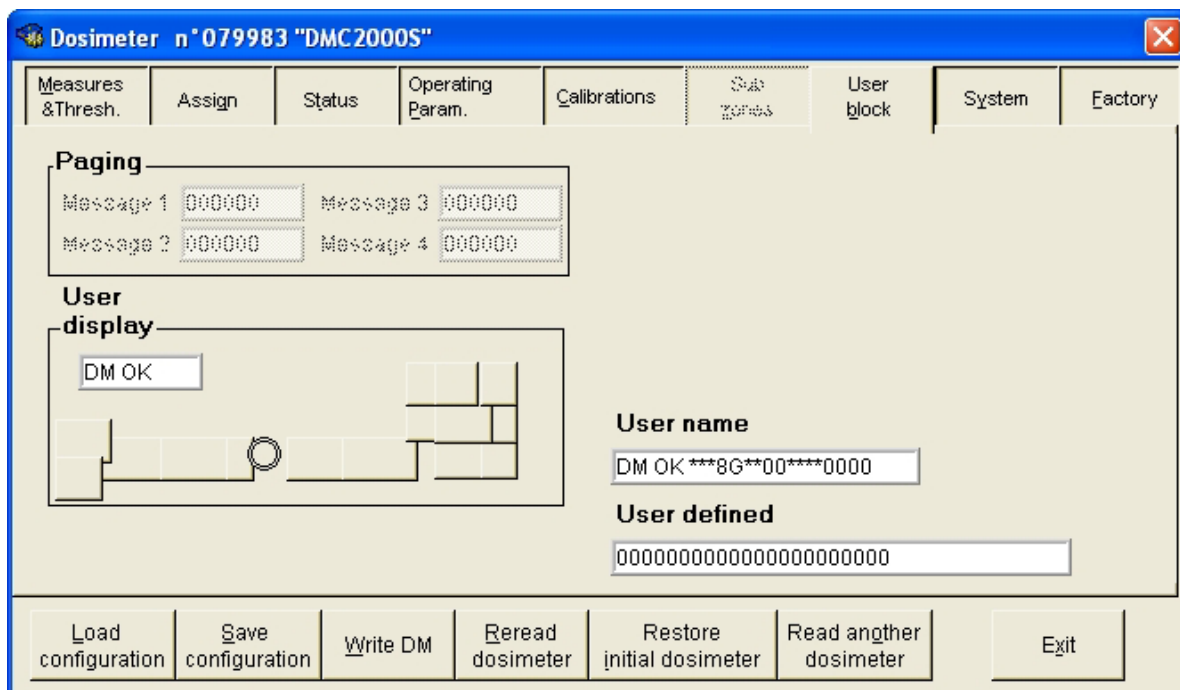 Dosimeter n°079983 "DMC2000S"
Measures &Thresh.
Assign
Status
Operating Param.
Calibrations
Sub zones
User block
System
Factory
Paging
Message 1 000000 Message 3 000000
Message 2 000000 Message 4 000000
User display
DM OK
User name
DM OK ***8G**00****0000
User defined
0000000000000000000000
Load configuration
Save configuration
Write DM
Reread dosimeter
Restore initial dosimeter
Read another dosimeter
Exit